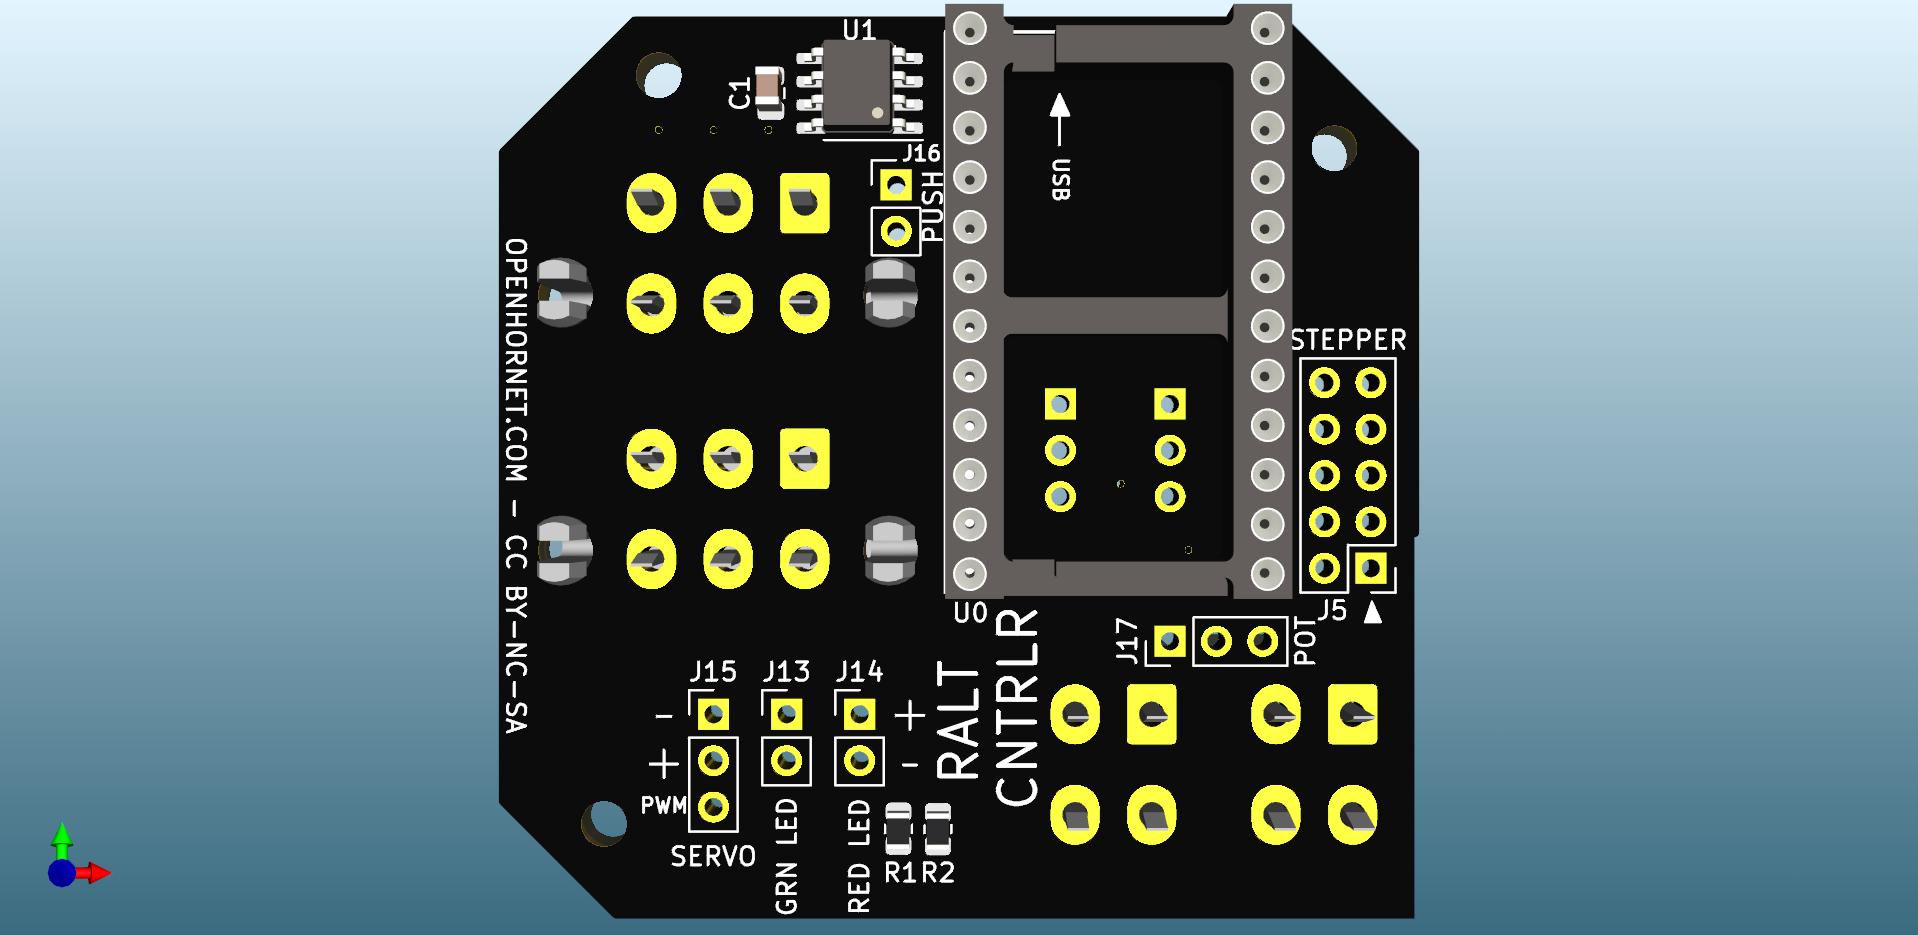 U1
C1
J16
PUSH
USB
OPENHORNET.COM - CC BY-NC-SA
STEPPER
U0
J5
J17
POT
RALT
CNTRLR
J15
J13
J14
-
+
+
-
PWM
SERVO
GRN LED
RED LED
R1
R2